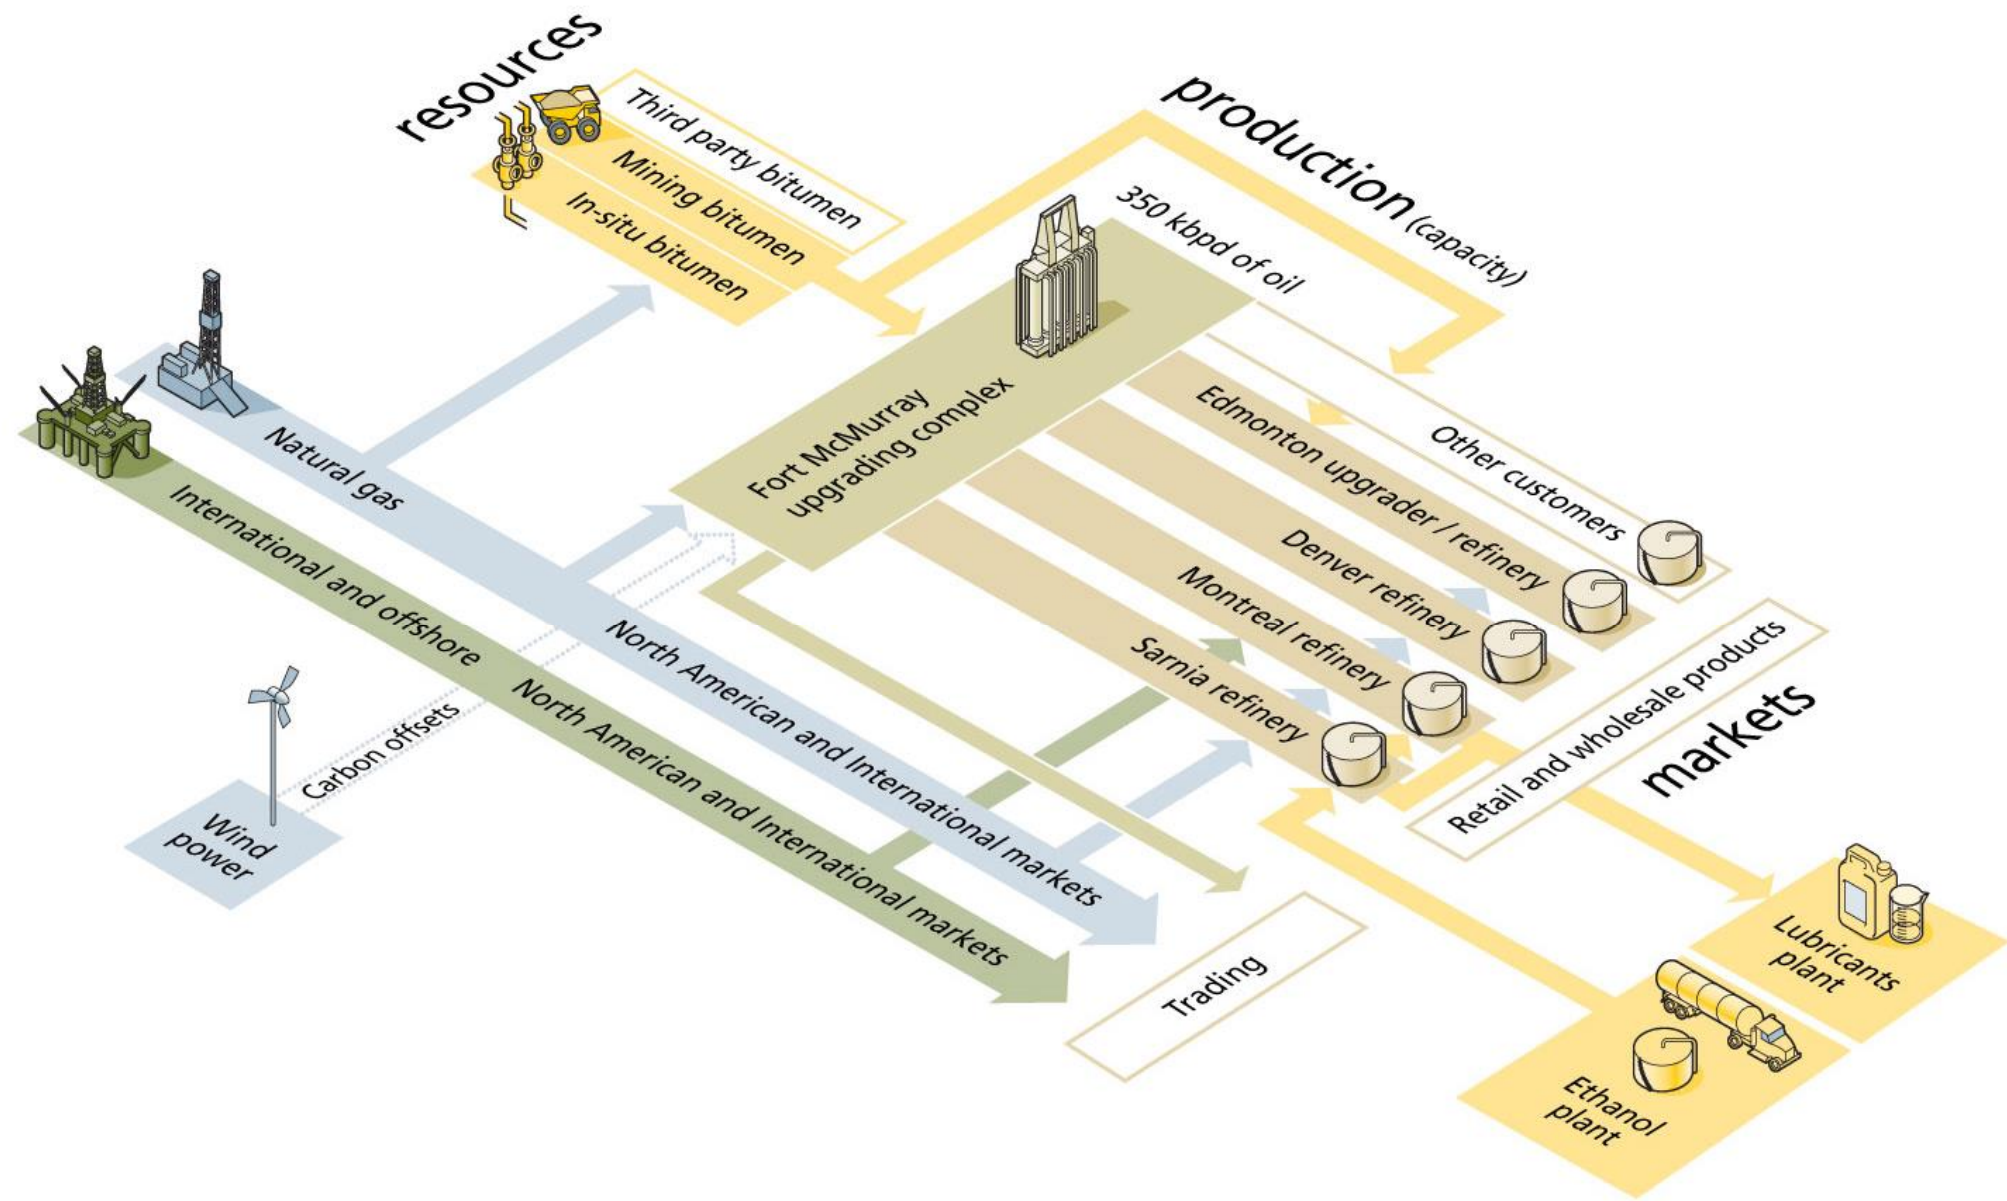 resources
Third party bitumen
Mining bitumen
In-situ bitumen
production (capacity)
350 kbpd of oil
Fort McMurray
upgrading complex
Natural gas
North American and International markets
International and offshore
North American and International markets
Carbon offsets
Wind
power
Other customers
Edmonton upgrader / refinery
Denver refinery
Montreal refinery
Sarnia refinery
Retail and wholesale products
markets
Trading
Lubricants
plant
Ethanol
plant